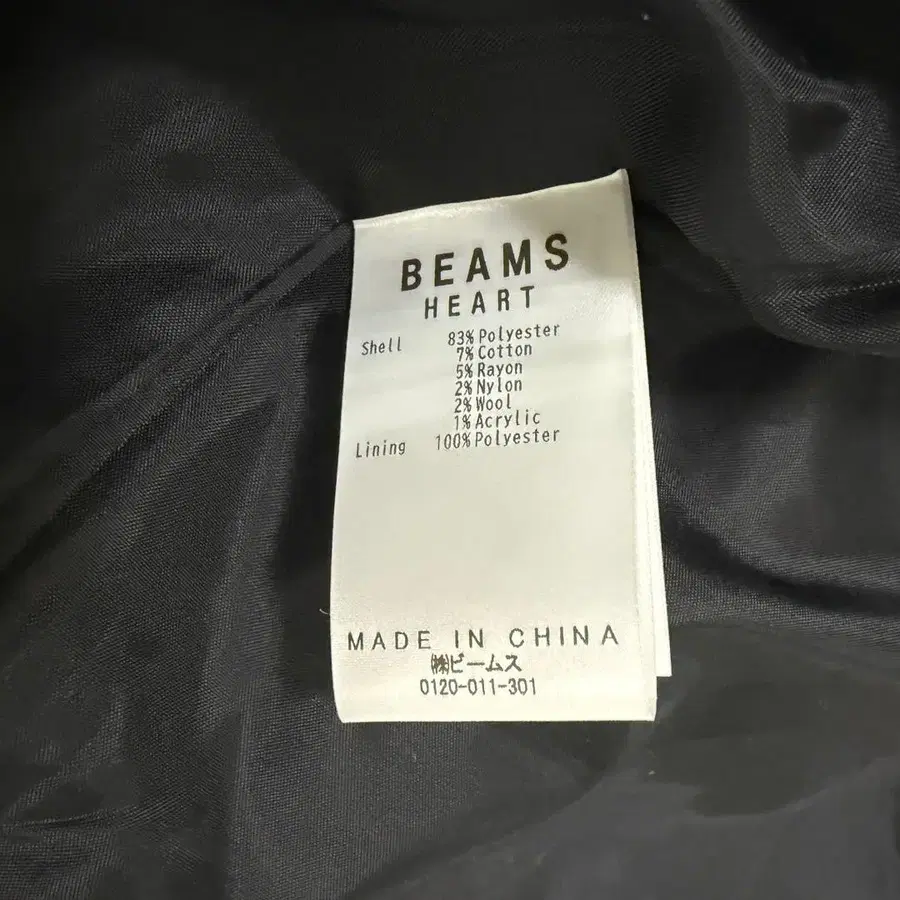 BEAMS
HEART
Shell 83% Polyester
7% Cotton
5% Rayon
2% Nylon
2% Wool
1% Acrylic
Lining 100% Polyester
MADE IN CHINA
㈱ビームス
0120-011-301